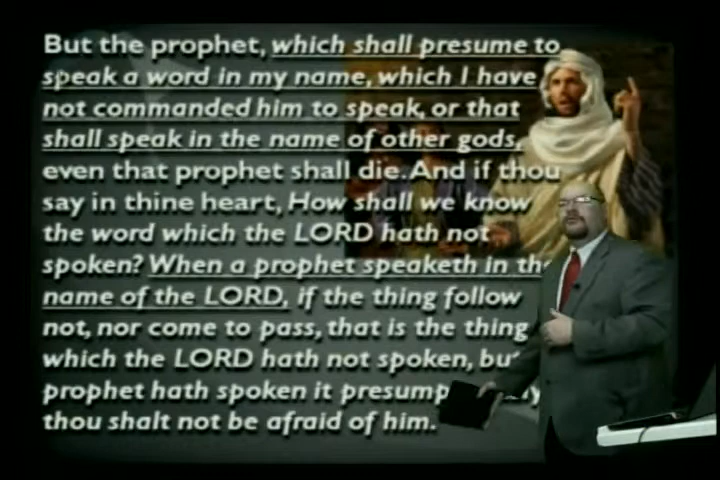 But the prophet, which shall presume to
speak a word in my name, which I have
not commanded him to speak, or that
shall speak in the name of other gods,
even that prophet shall die. And if thou
say in thine heart, How shall we know
the word which the LORD hath not
spoken? When a prophet speaketh in the
name of the LORD, if the thing follow
not, nor come to pass, that is the thing
which the LORD hath not spoken, but
prophet hath spoken it
thou shalt not be afraid of him.